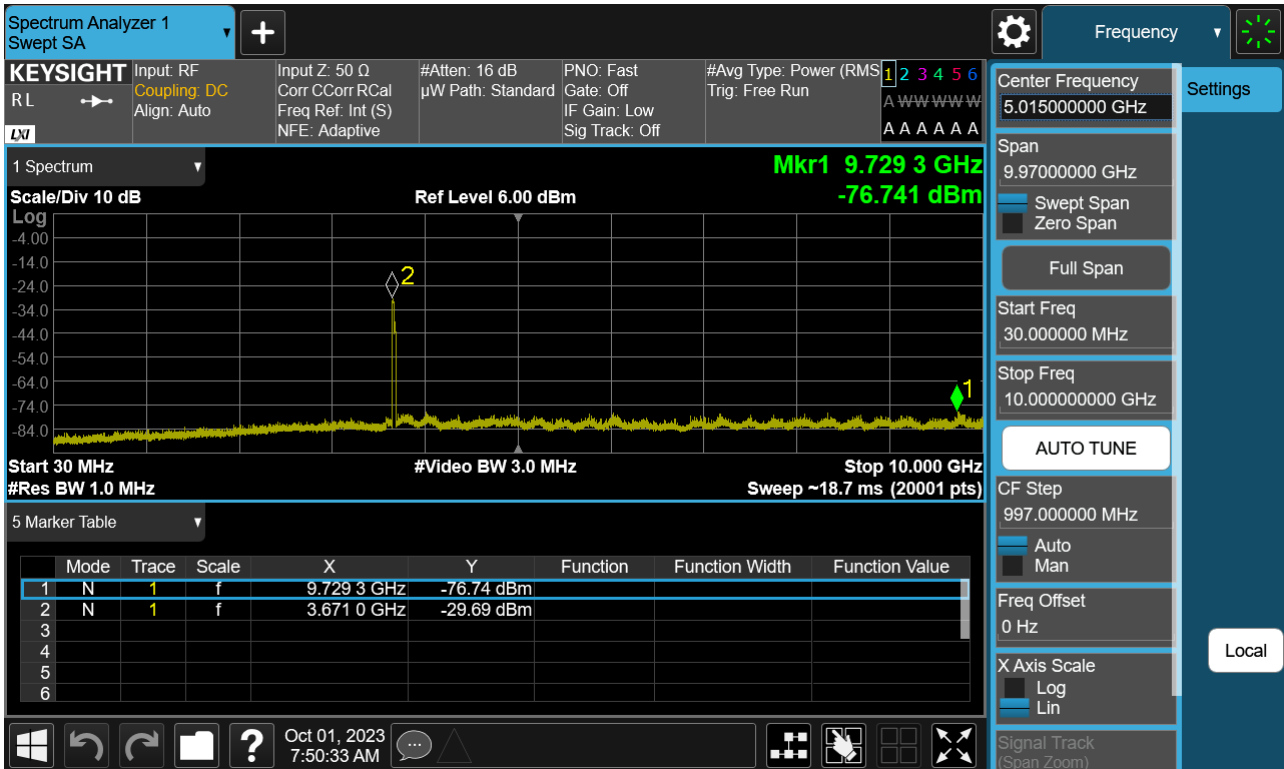 Spectrum Analyzer 1
Swept SA
+
Frequency
KEYSIGHT
RL
LXI
Input: RF
Coupling: DC
Align: Auto
Input Z: 50 Ω
Corr CCorr RCal
Freq Ref: Int (S)
NFE: Adaptive
#Atten: 16 dB
µW Path: Standard
PNO: Fast
Gate: Off
IF Gain: Low
Sig Track: Off
#Avg Type: Power (RMS
Trig: Free Run
1 2 3 4 5 6
A W W W W W
A A A A A A
1 Spectrum
Scale/Div 10 dB
Log
Ref Level 6.00 dBm
Mkr1 9.729 3 GHz
-76.741 dBm
-4.00
-14.0
-24.0
-34.0
-44.0
-54.0
-64.0
-74.0
-84.0
2
1
Start 30 MHz
#Res BW 1.0 MHz
#Video BW 3.0 MHz
Stop 10.000 GHz
Sweep ~18.7 ms (20001 pts)
5 Marker Table
Mode Trace Scale X Y Function Function Width Function Value
1 N 1 f 9.729 3 GHz -76.74 dBm
2 N 1 f 3.671 0 GHz -29.69 dBm
3
4
5
6
?
Oct 01, 2023
7:50:33 AM
Center Frequency
5.015000000 GHz
Span
9.97000000 GHz
Swept Span
Zero Span
Full Span
Start Freq
30.000000 MHz
Stop Freq
10.000000000 GHz
AUTO TUNE
CF Step
997.000000 MHz
Auto
Man
Freq Offset
0 Hz
X Axis Scale
Log
Lin
Signal Track
(Span Zoom)
Settings
Local